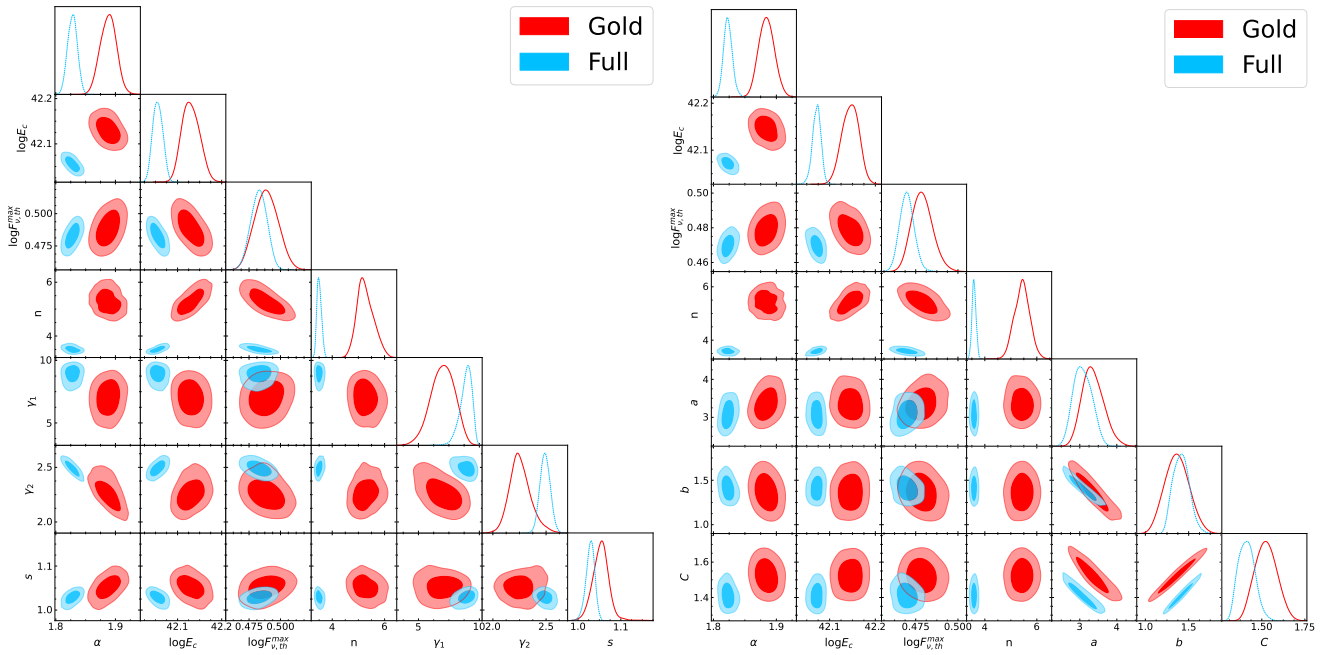 Gold
Full
42.2
42.1
logE_c
0.500
0.475
logF^{max}_{ν,th}
6
4
n
10
5
γ_1
2.5
2.0
γ_2
1.1
1.0
s
1.8 1.9
42.1 42.2
0.475 0.500
4 6
5 10
2.0 2.5
1.0 1.1
α logE_c logF^{max}_{ν,th} n γ_1 γ_2 s
Gold
Full
42.2
42.1
logE_c
0.50
0.48
0.46
logF^{max}_{ν,th}
6
4
n
4
3
a
1.5
1.0
b
1.6
1.4
C
1.8 1.9
42.1 42.2
0.475 0.500
4 6
3 4
1.0 1.5
1.50 1.75
α logE_c logF^{max}_{ν,th} n a b C